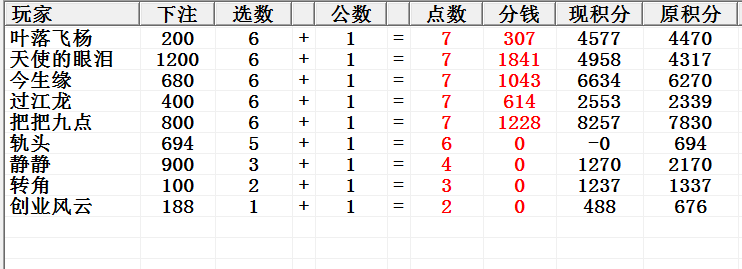 玩家 下注 选数 公数 点数 分钱 现积分 原积分
叶落飞杨 200 6 + 1 = 7 307 4577 4470
天使的眼泪 1200 6 + 1 = 7 1841 4958 4317
今生缘 680 6 + 1 = 7 1043 6634 6270
过江龙 400 6 + 1 = 7 614 2553 2339
把把九点 800 6 + 1 = 7 1228 8257 7830
轨头 694 5 + 1 = 6 0 -0 694
静静 900 3 + 1 = 4 0 1270 2170
转角 100 2 + 1 = 3 0 1237 1337
创业风云 188 1 + 1 = 2 0 488 676